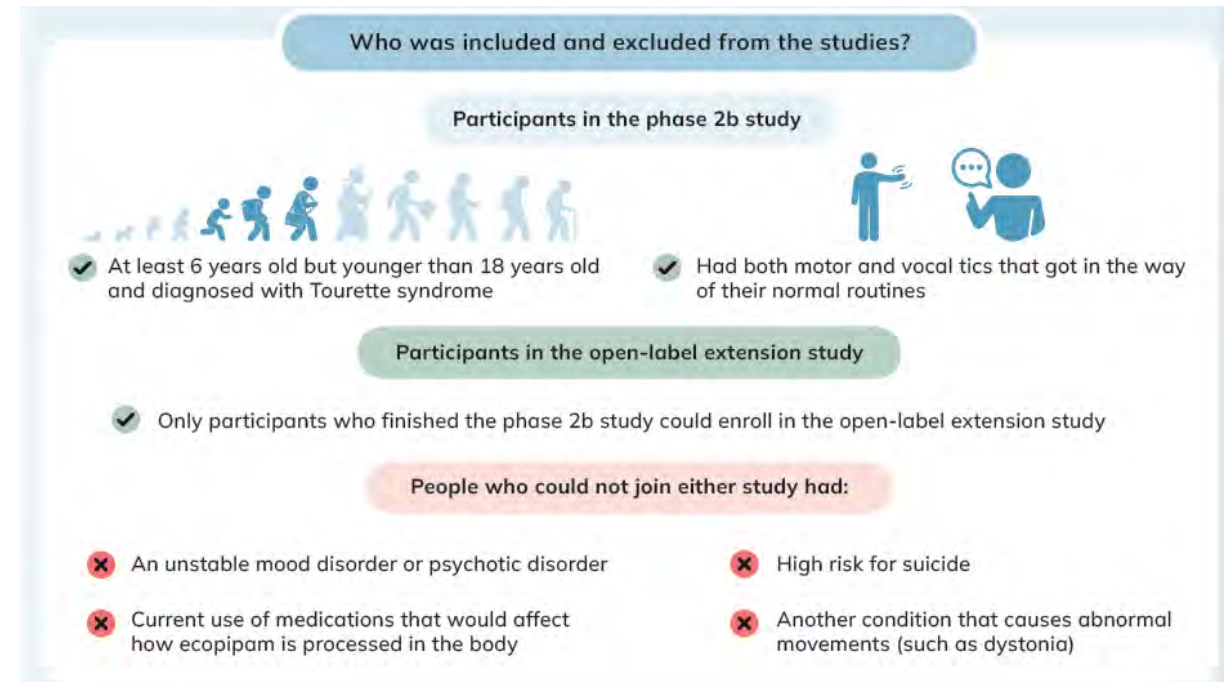 Who was included and excluded from the studies?
Participants in the phase 2b study
At least 6 years old but younger than 18 years old
and diagnosed with Tourette syndrome
Had both motor and vocal tics that got in the way
of their normal routines
Participants in the open-label extension study
Only participants who finished the phase 2b study could enroll in the open-label extension study
People who could not join either study had:
An unstable mood disorder or psychotic disorder
High risk for suicide
Current use of medications that would affect
how ecopipam is processed in the body
Another condition that causes abnormal
movements (such as dystonia)